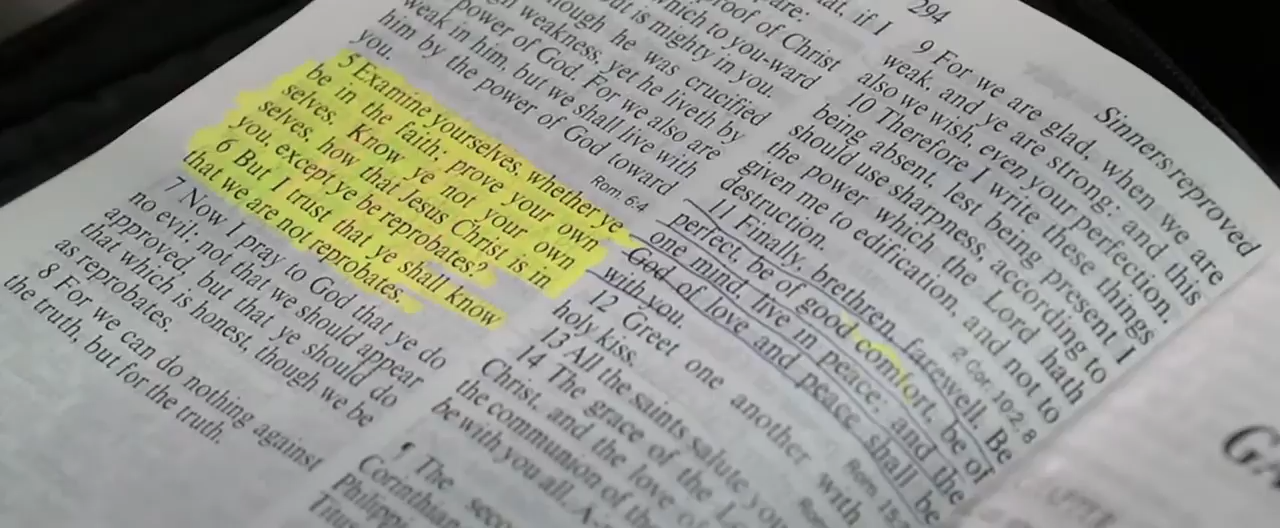 294
Sinners reproved
at, if I
are.
proof of Christ
which to you-ward
but is mighty in you.
though he was crucified
weakness, yet he liveth by
power of God. For we also are
weak in him, but we shall live with
him by the power of God toward
you.
Rom. 6:4
5 Examine yourselves, whether ye
be in the faith; prove your own
selves. Know ye not your own
selves, how that Jesus Christ is in
you, except ye be reprobates?
6 But I trust that ye shall know
that we are not reprobates.
7 Now I pray to God that ye do
no evil; not that we should appear
approved, but that ye should do
that which is honest, though we be
as reprobates.
8 For we can do nothing against
the truth, but for the truth.
9 For we are glad, when we are
weak, and ye are strong: and this
also we wish, even your perfection.
10 Therefore I write these things
being absent, lest being present I
should use sharpness, according to
the power which the Lord hath
given me to edification, and not to
destruction.
2 Cor. 10:2, 8
11 Finally, brethren, farewell. Be
perfect, be of good comfort, be of
one mind, live in peace; and the
God of love and peace shall be
with you.
Rom. 15:
12 Greet one another with
holy kiss.
13 All the saints salute you
14 The grace of the
Christ, and the love of
the communion of the
be with you all.
¶ The
Corinthian
Philippi
Titus
GA